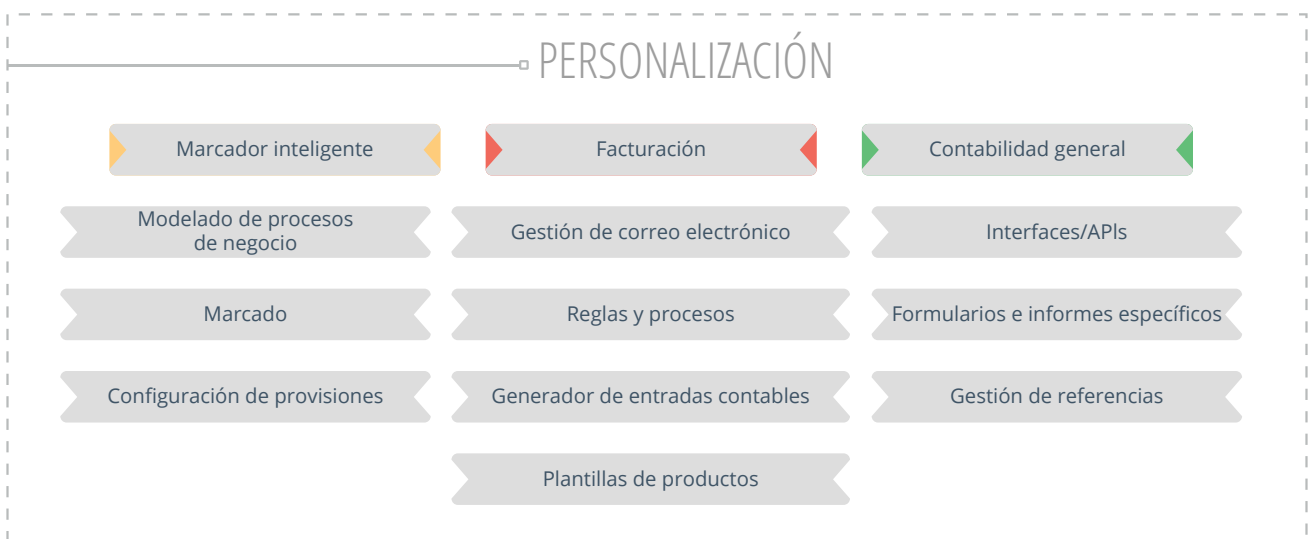 PERSONALIZACIÓN
Marcador inteligente
Facturación
Contabilidad general
Modelado de procesos
de negocio
Gestión de correo electrónico
Interfaces/APIs
Marcado
Reglas y procesos
Formularios e informes específicos
Configuración de provisiones
Generador de entradas contables
Gestión de referencias
Plantillas de productos